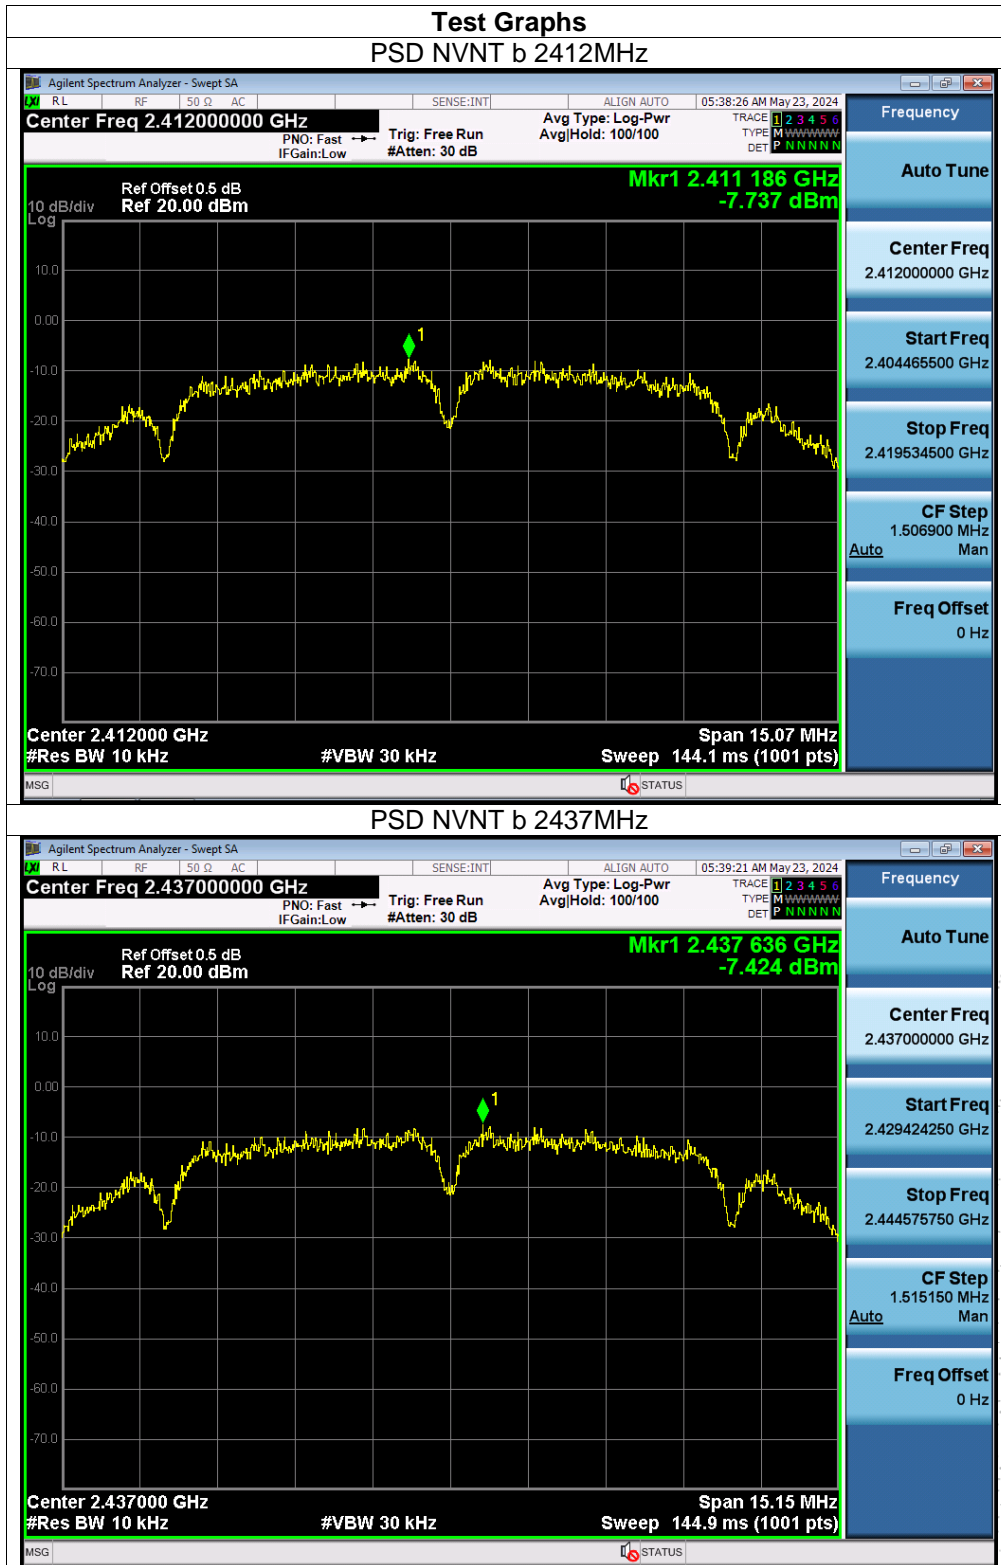 Test Graphs
PSD NVNT b 2412MHz
Agilent Spectrum Analyzer - Swept SA
LXI RL RF 50 Ω AC SENSE:INT ALIGN AUTO 05:38:26 AM May 23, 2024
Center Freq 2.412000000 GHz
PNO: Fast
IFGain:Low
Trig: Free Run
#Atten: 30 dB
Avg Type: Log-Pwr
Avg|Hold: 100/100
TRACE 1 2 3 4 5 6
TYPE M WWWWW
DET P N N N N N
Frequency
Auto Tune
Center Freq
2.412000000 GHz
Start Freq
2.404465500 GHz
Stop Freq
2.419534500 GHz
CF Step
1.506900 MHz
Auto Man
Freq Offset
0 Hz
Mkr1 2.411 186 GHz
-7.737 dBm
Ref Offset 0.5 dB
10 dB/div Ref 20.00 dBm
Log
10.0
0.00
1
-10.0
-20.0
-30.0
-40.0
-50.0
-60.0
-70.0
Center 2.412000 GHz Span 15.07 MHz
#Res BW 10 kHz #VBW 30 kHz Sweep 144.1 ms (1001 pts)
MSG STATUS
PSD NVNT b 2437MHz
Agilent Spectrum Analyzer - Swept SA
LXI RL RF 50 Ω AC SENSE:INT ALIGN AUTO 05:39:21 AM May 23, 2024
Center Freq 2.437000000 GHz
PNO: Fast
IFGain:Low
Trig: Free Run
#Atten: 30 dB
Avg Type: Log-Pwr
Avg|Hold: 100/100
TRACE 1 2 3 4 5 6
TYPE M WWWWW
DET P N N N N N
Frequency
Auto Tune
Center Freq
2.437000000 GHz
Start Freq
2.429424250 GHz
Stop Freq
2.444575750 GHz
CF Step
1.515150 MHz
Auto Man
Freq Offset
0 Hz
Mkr1 2.437 636 GHz
-7.424 dBm
Ref Offset 0.5 dB
10 dB/div Ref 20.00 dBm
Log
10.0
0.00
1
-10.0
-20.0
-30.0
-40.0
-50.0
-60.0
-70.0
Center 2.437000 GHz Span 15.15 MHz
#Res BW 10 kHz #VBW 30 kHz Sweep 144.9 ms (1001 pts)
MSG STATUS